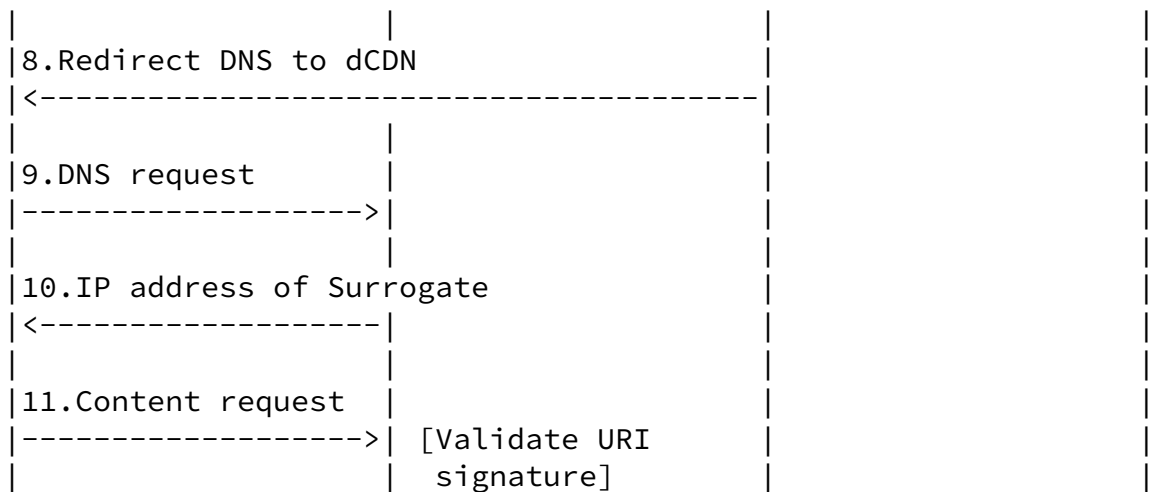 8.Redirect DNS to dCDN
9.DNS request
10.IP address of Surrogate
11.Content request
[Validate URI
signature]